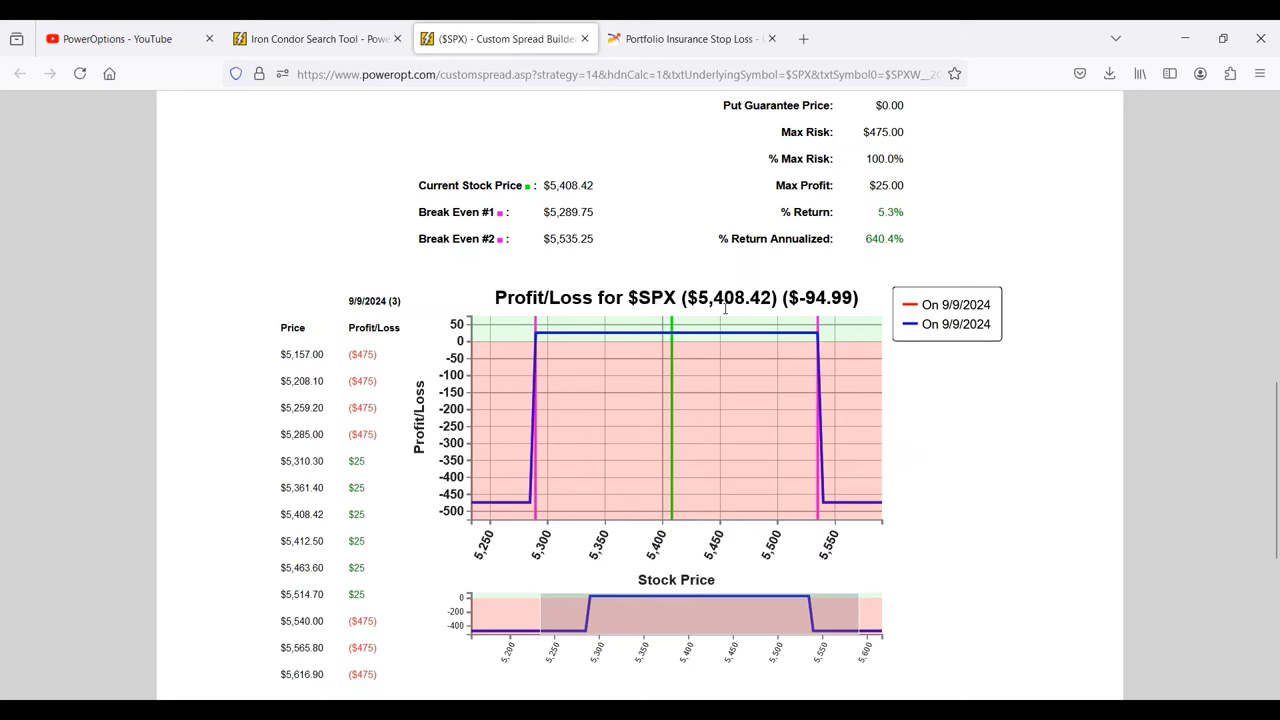 PowerOptions - YouTube
Iron Condor Search Tool - Powe
($SPX) - Custom Spread Builde
Portfolio Insurance Stop Loss -
https://www.poweropt.com/customspread.asp?strategy=14&hdnCalc=1&txtUnderlyingSymbol=$SPX&txtSymbol0=$SPXW__20
Put Guarantee Price: $0.00
Max Risk: $475.00
% Max Risk: 100.0%
Current Stock Price : $5,408.42
Max Profit: $25.00
Break Even #1 : $5,289.75
% Return: 5.3%
Break Even #2 : $5,535.25
% Return Annualized: 640.4%
9/9/2024 (3)
Price Profit/Loss
$5,157.00 ($475)
$5,208.10 ($475)
$5,259.20 ($475)
$5,285.00 ($475)
$5,310.30 $25
$5,361.40 $25
$5,408.42 $25
$5,412.50 $25
$5,463.60 $25
$5,514.70 $25
$5,540.00 ($475)
$5,565.80 ($475)
$5,616.90 ($475)
Profit/Loss for $SPX ($5,408.42) ($-94.99)
On 9/9/2024
On 9/9/2024
Profit/Loss
50
0
-50
-100
-150
-200
-250
-300
-350
-400
-450
-500
5,250 5,300 5,350 5,400 5,450 5,500 5,550
Stock Price
0
-200
-400
5,200 5,250 5,300 5,350 5,400 5,450 5,500 5,550 5,600